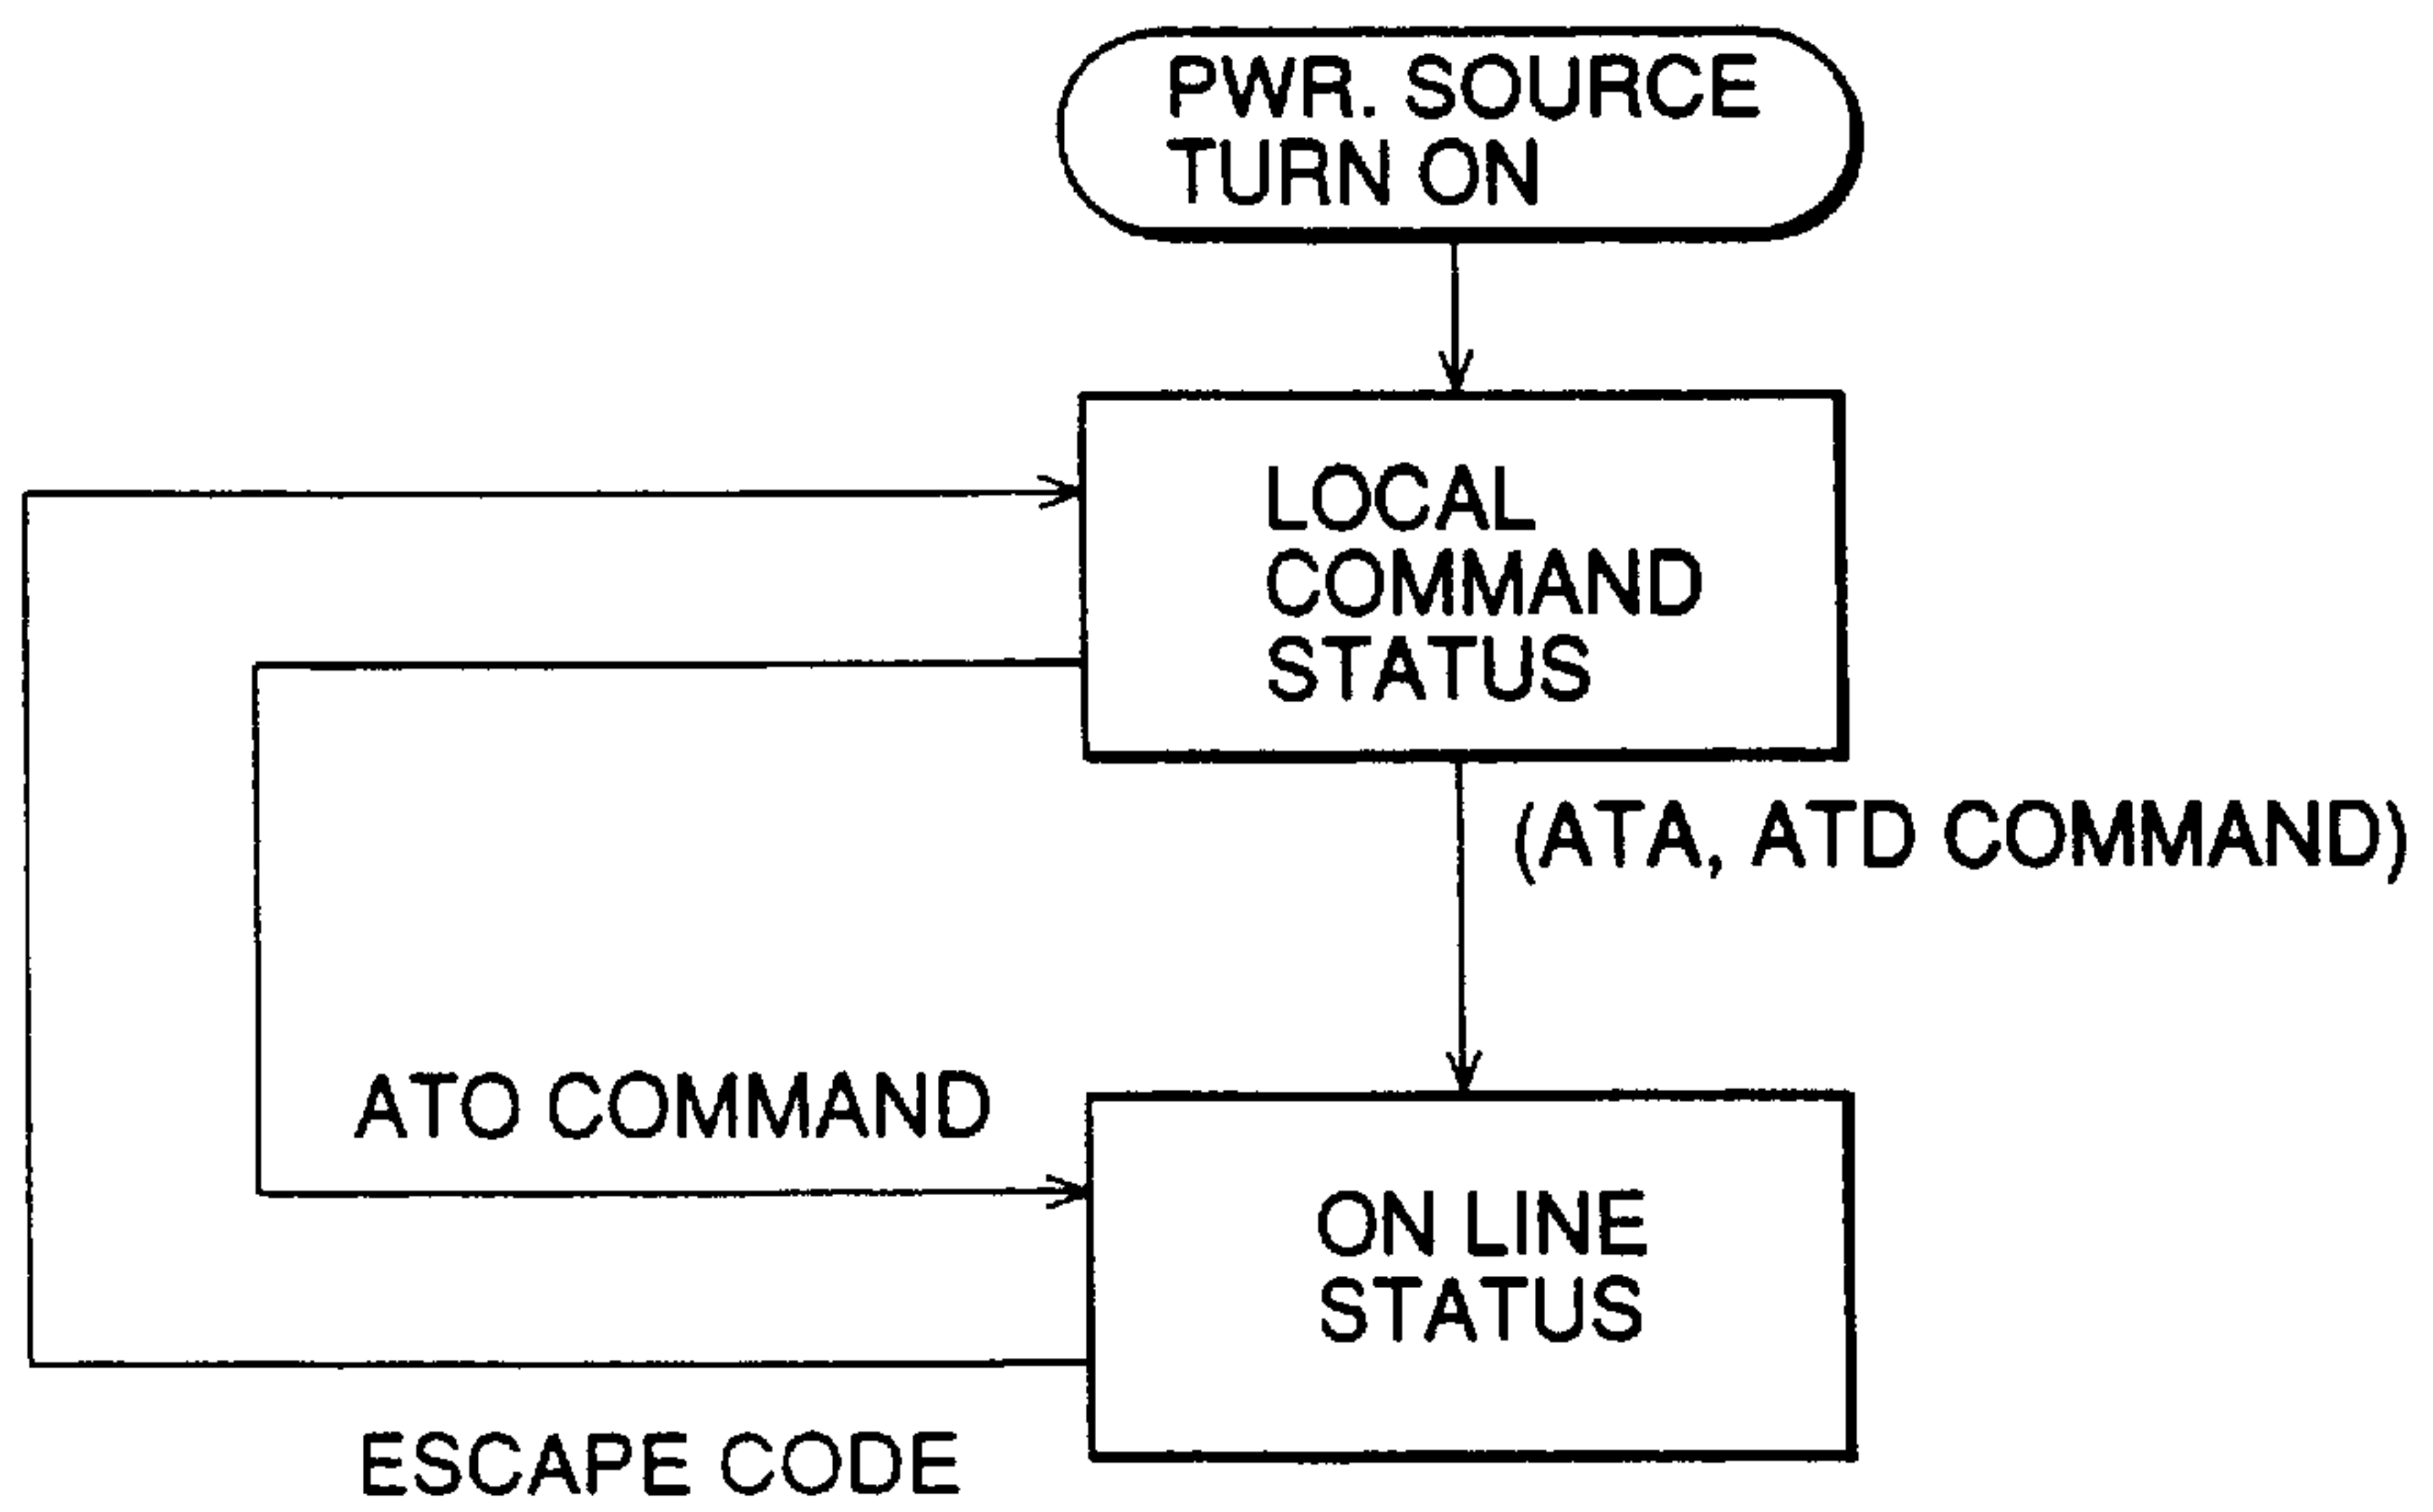 PWR. SOURCE
TURN ON
LOCAL
COMMAND
STATUS
(ATA, ATD COMMAND)
ATO COMMAND
ON LINE
STATUS
ESCAPE CODE